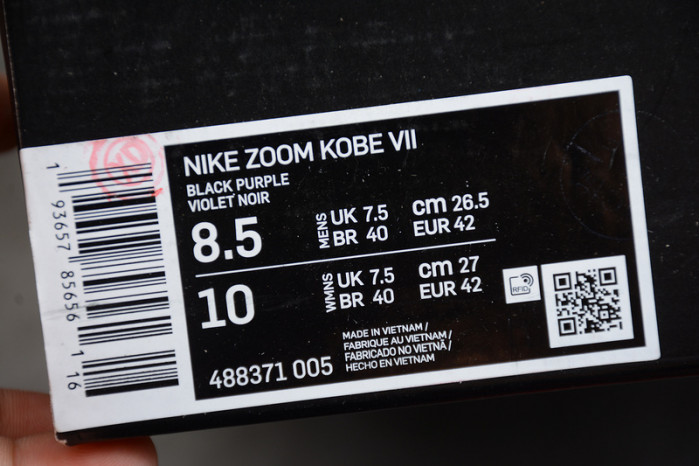 NIKE ZOOM KOBE VII
BLACK PURPLE
VIOLET NOIR
8.5 MENS UK 7.5 cm 26.5
BR 40 EUR 42
10 WMNS UK 7.5 cm 27
BR 40 EUR 42
MADE IN VIETNAM /
FABRIQUE AU VIETNAM /
FABRICADO NO VIETNÃ /
HECHO EN VIETNAM
488371 005
RFID
1 93657 85656 1 16